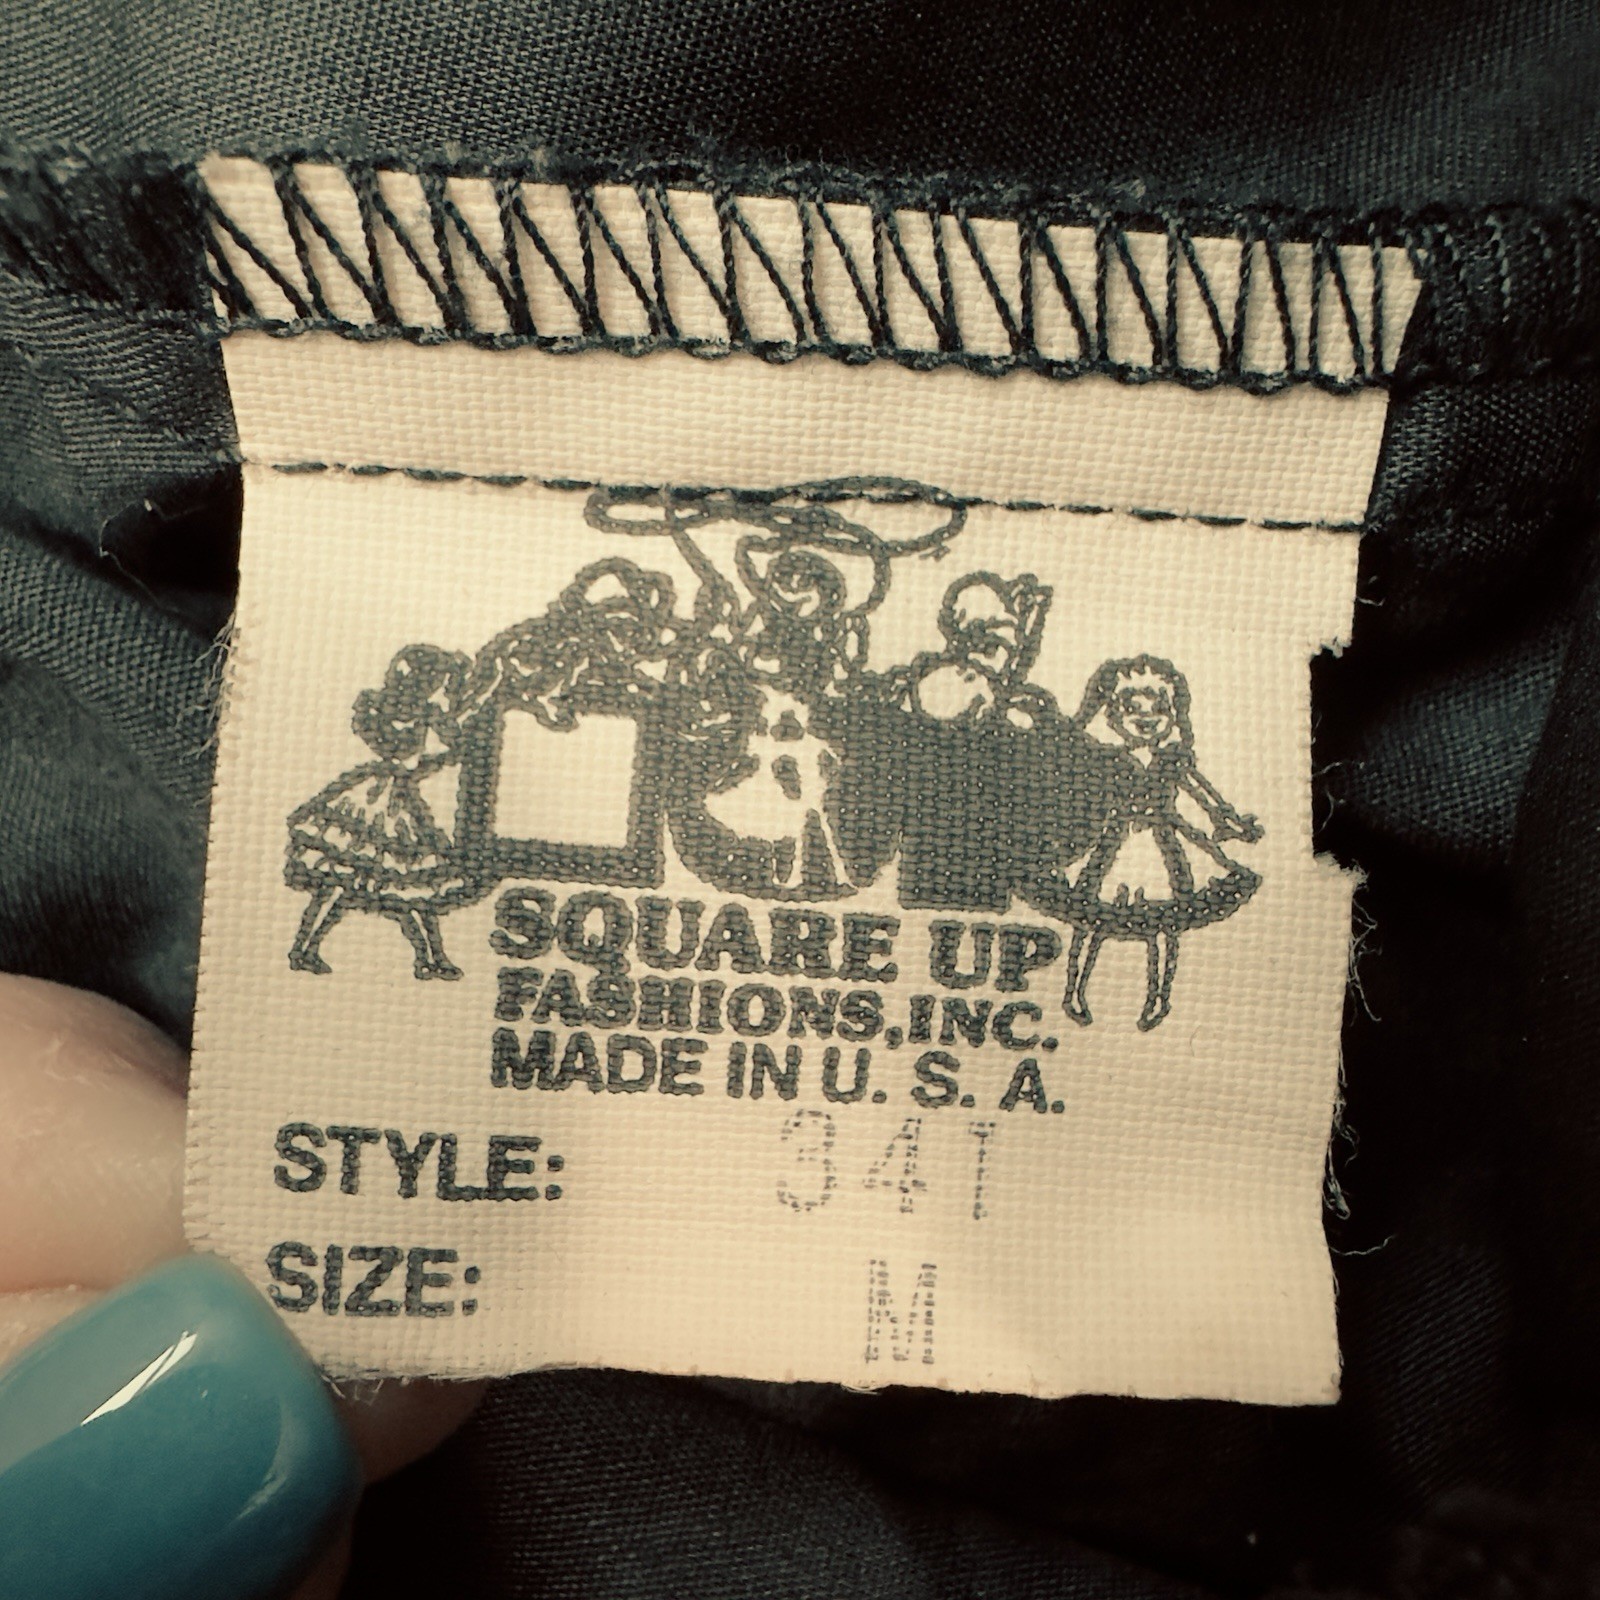 SQUARE UP
FASHIONS, INC.
MADE IN U. S. A.
STYLE: 341
SIZE: M